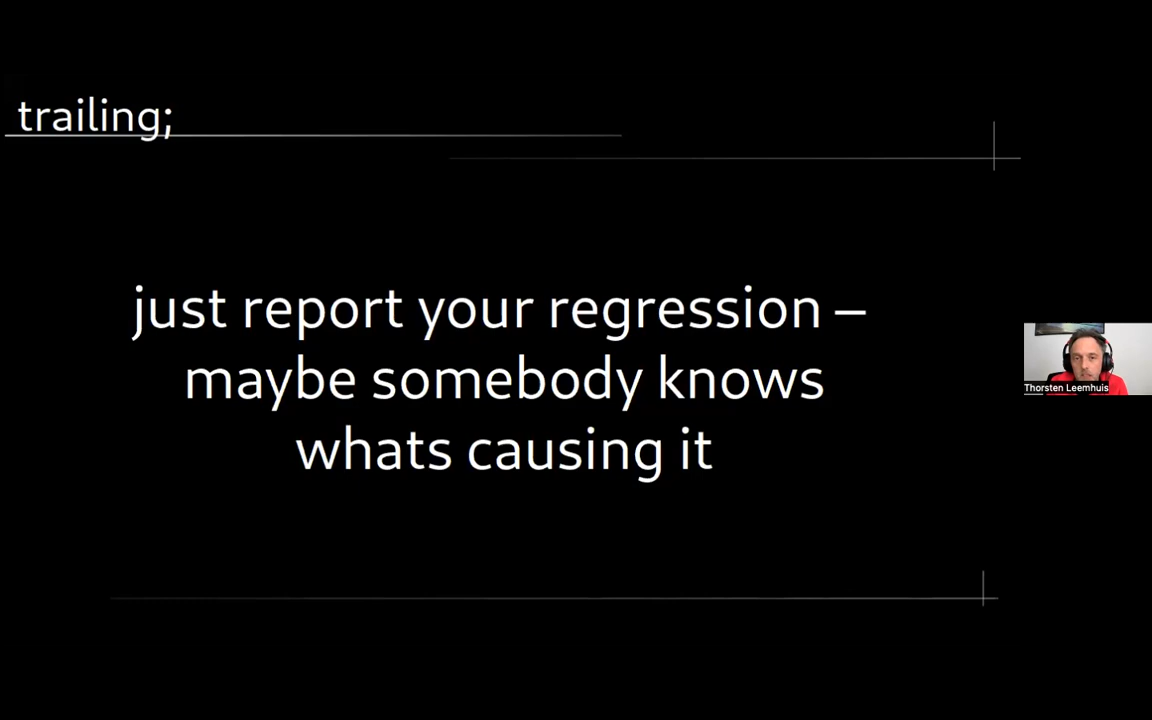 trailing;
just report your regression –
maybe somebody knows
whats causing it
Thorsten Leemhuis